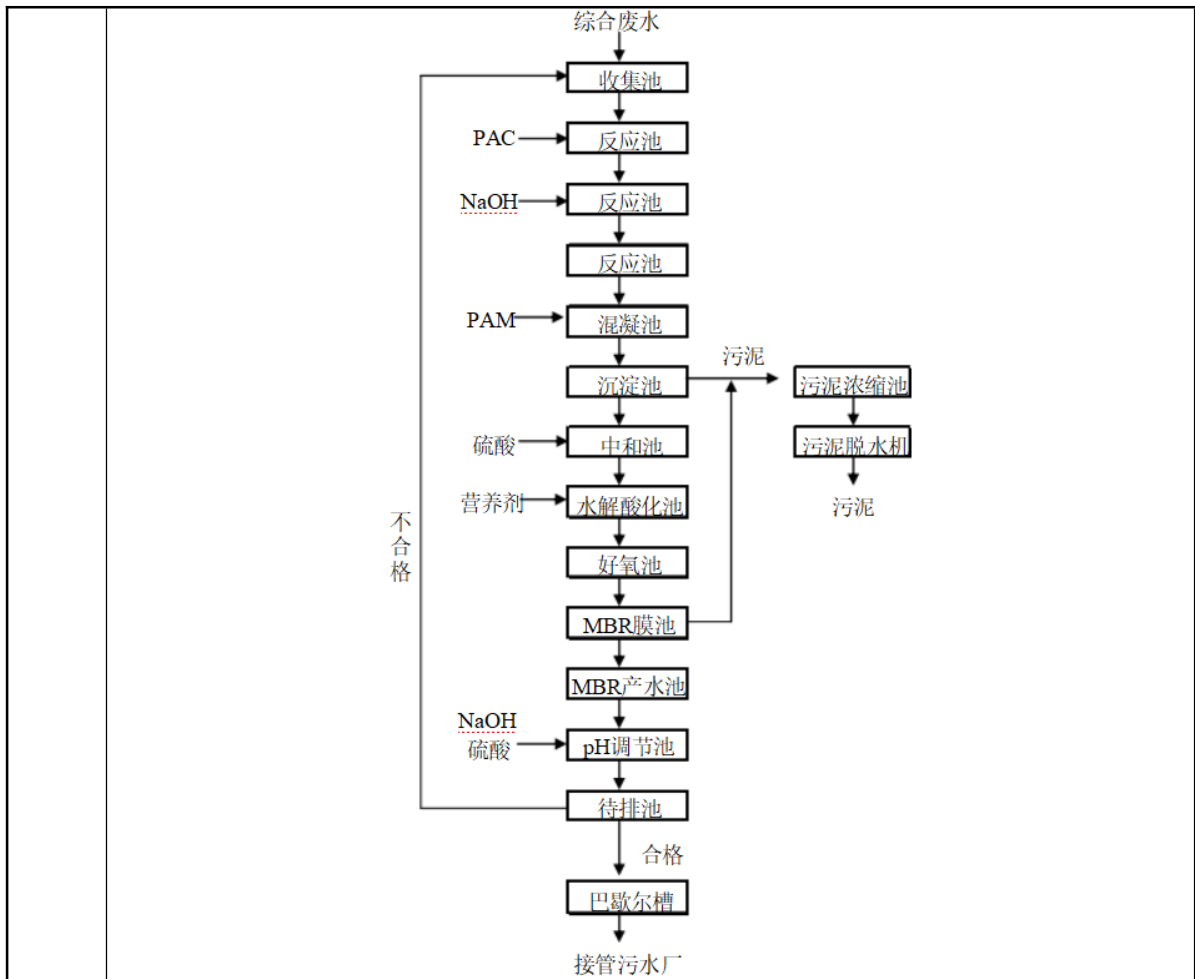 综合废水
收集池
PAC
反应池
NaOH
反应池
反应池
PAM
混凝池
污泥
沉淀池
污泥浓缩池
硫酸
中和池
污泥脱水机
营养剂
水解酸化池
污泥
不合格
好氧池
MBR膜池
MBR产水池
NaOH
硫酸
pH调节池
待排池
合格
巴歇尔槽
接管污水厂